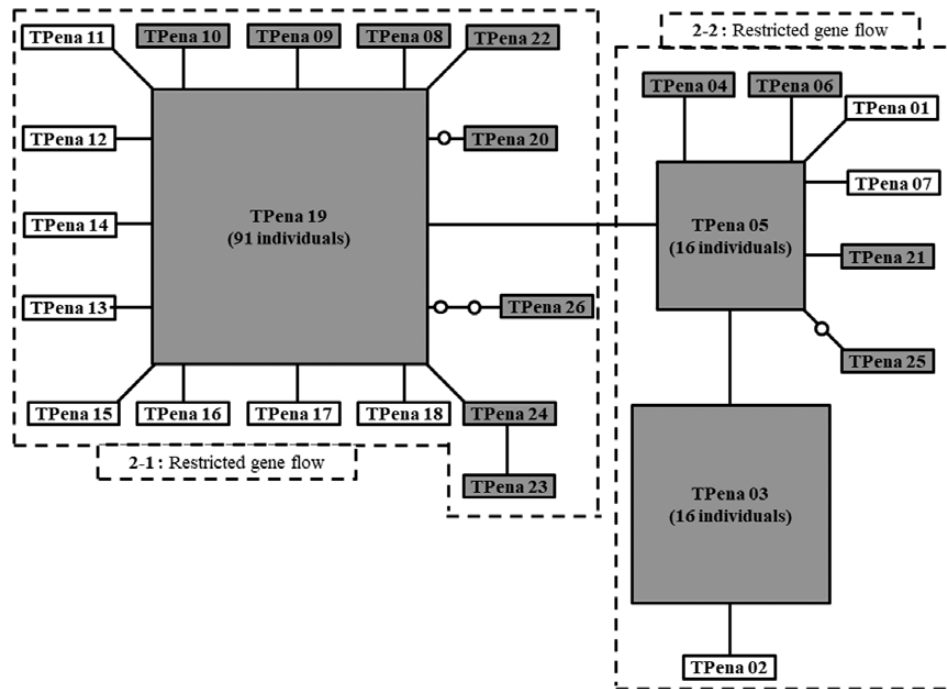 TPena 11
TPena 10
TPena 09
TPena 08
TPena 22
2-2: Restricted gene flow
TPena 04
TPena 06
TPena 01
TPena 12
TPena 20
TPena 07
TPena 19
(91 individuals)
TPena 14
TPena 05
(16 individuals)
TPena 21
TPena 13
TPena 26
TPena 25
TPena 15
TPena 16
TPena 17
TPena 18
TPena 24
2-1: Restricted gene flow
TPena 23
TPena 03
(16 individuals)
TPena 02